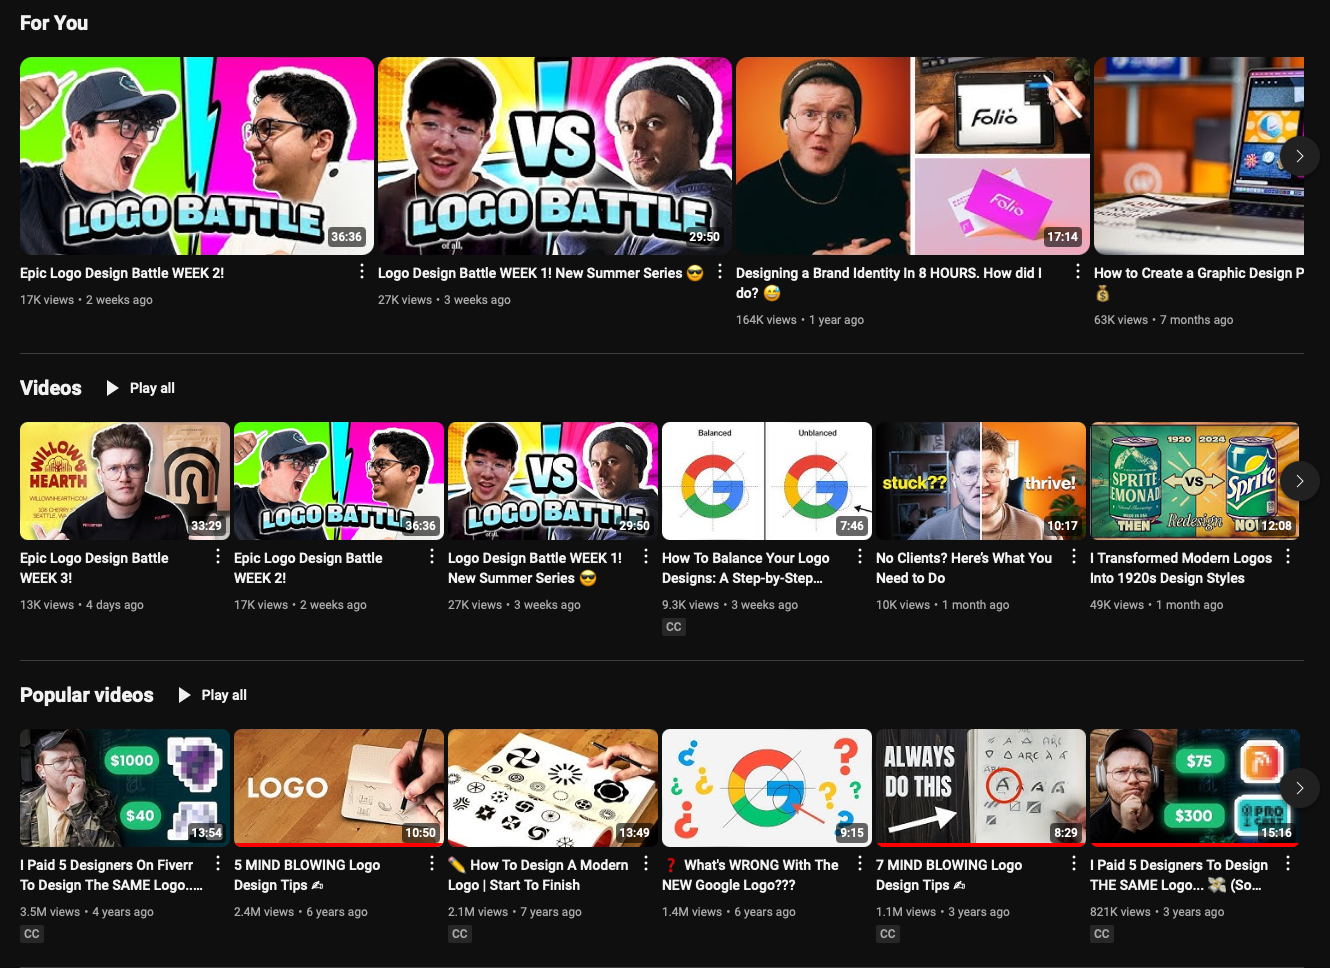 For You
LOGO BATTLE
36:36
VS
LOGO BATTLE
of all,
29:50
Folio
Folio
17:14
Epic Logo Design Battle WEEK 2!
17K views • 2 weeks ago
Logo Design Battle WEEK 1! New Summer Series 😎
27K views • 3 weeks ago
Designing a Brand Identity In 8 HOURS. How did I
do? 😅
164K views • 1 year ago
How to Create a Graphic Design P
💰
63K views • 7 months ago
Videos
Play all
WILLOW
HEARTH
WILLOWHEARTH.COM
108 CHERRY
SEATTLE, WA
33:29
LOGO BATTLE
36:36
VS
LOGO BATTLE
29:50
Balanced
Unblanced
7:46
stuck??
thrive!
10:17
1920
2024
SPRITE
LEMONAD
VS
Sprite
THEN
Redesign
NOW
12:08
Epic Logo Design Battle
WEEK 3!
13K views • 4 days ago
Epic Logo Design Battle
WEEK 2!
17K views • 2 weeks ago
Logo Design Battle WEEK 1!
New Summer Series 😎
27K views • 3 weeks ago
How To Balance Your Logo
Designs: A Step-by-Step...
9.3K views • 3 weeks ago
CC
No Clients? Here's What You
Need to Do
10K views • 1 month ago
I Transformed Modern Logos
Into 1920s Design Styles
49K views • 1 month ago
Popular videos
Play all
$1000
$40
13:54
LOGO
10:50
13:49
9:15
ALWAYS
DO THIS
8:29
$75
$300
15:16
I Paid 5 Designers On Fiverr
To Design The SAME Logo.…
3.5M views • 4 years ago
CC
5 MIND BLOWING Logo
Design Tips ✍
2.4M views • 6 years ago
✏️ How To Design A Modern
Logo | Start To Finish
2.1M views • 7 years ago
CC
❓ What's WRONG With The
NEW Google Logo???
1.4M views • 6 years ago
7 MIND BLOWING Logo
Design Tips ✍
1.1M views • 3 years ago
CC
I Paid 5 Designers To Design
THE SAME Logo... 💸 (So...
821K views • 3 years ago
CC